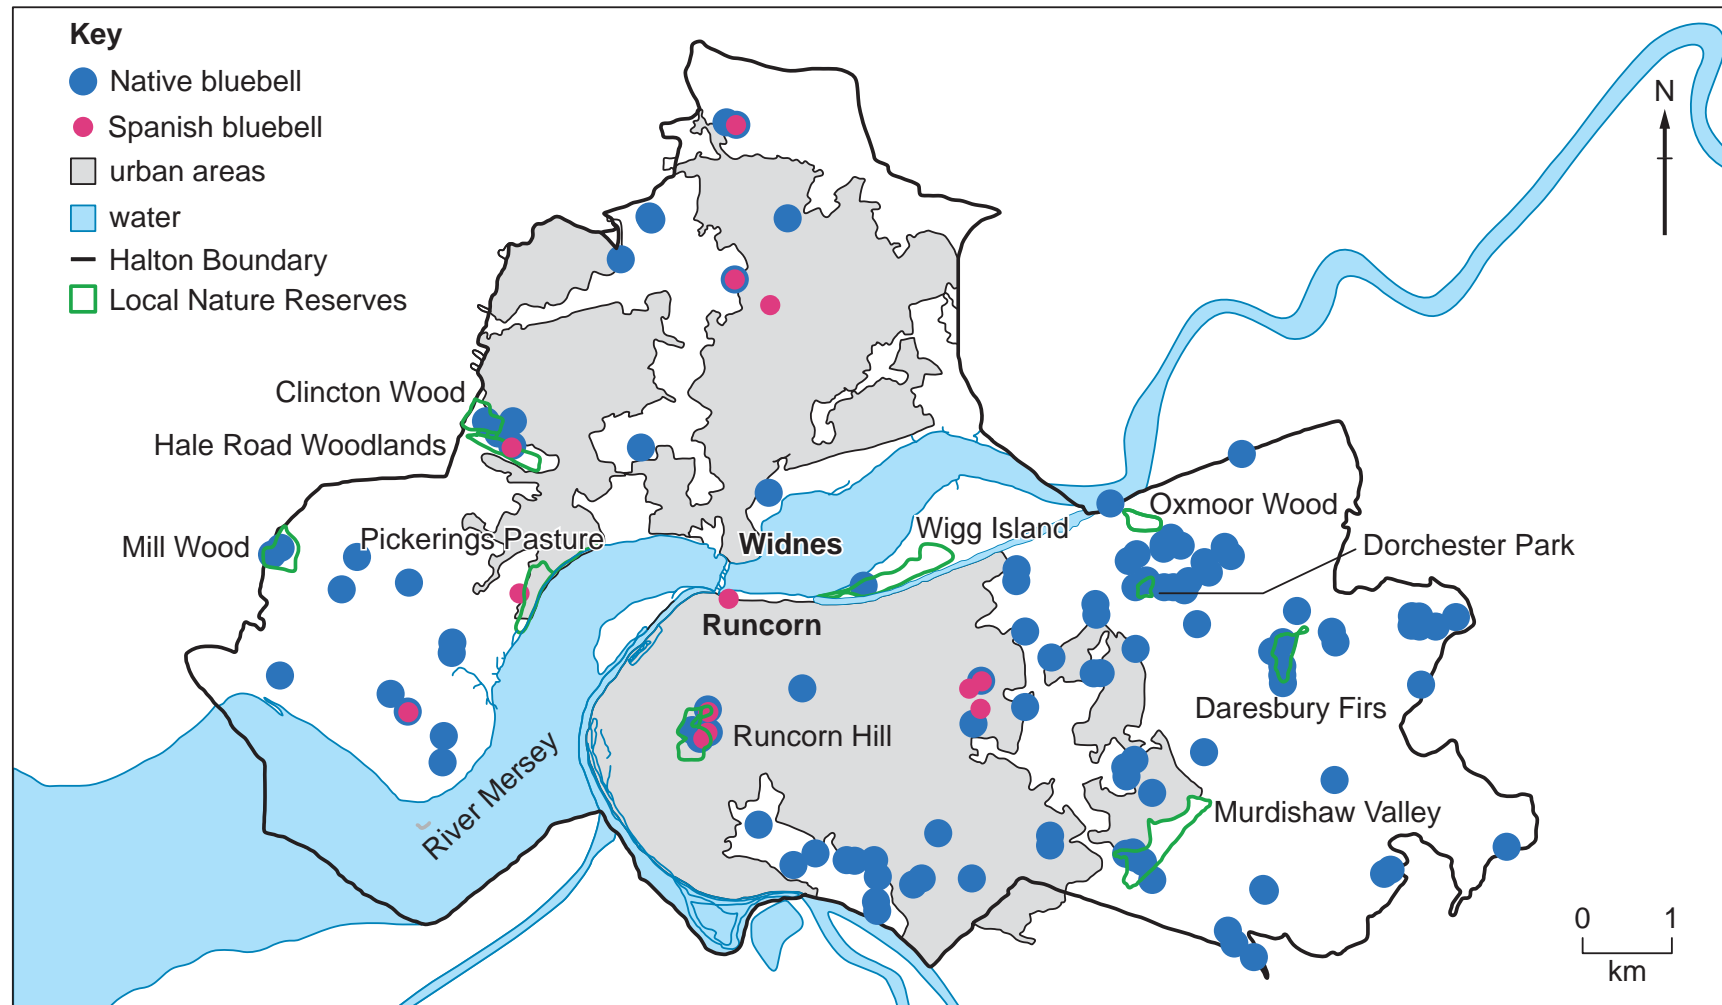 Key
Native bluebell
Spanish bluebell
urban areas
water
Halton Boundary
Local Nature Reserves
N
Clincton Wood
Hale Road Woodlands
Mill Wood
Pickerings Pasture
Widnes
Wigg Island
Oxmoor Wood
Dorchester Park
Runcorn
Daresbury Firs
Runcorn Hill
River Mersey
Murdishaw Valley
0 1
km